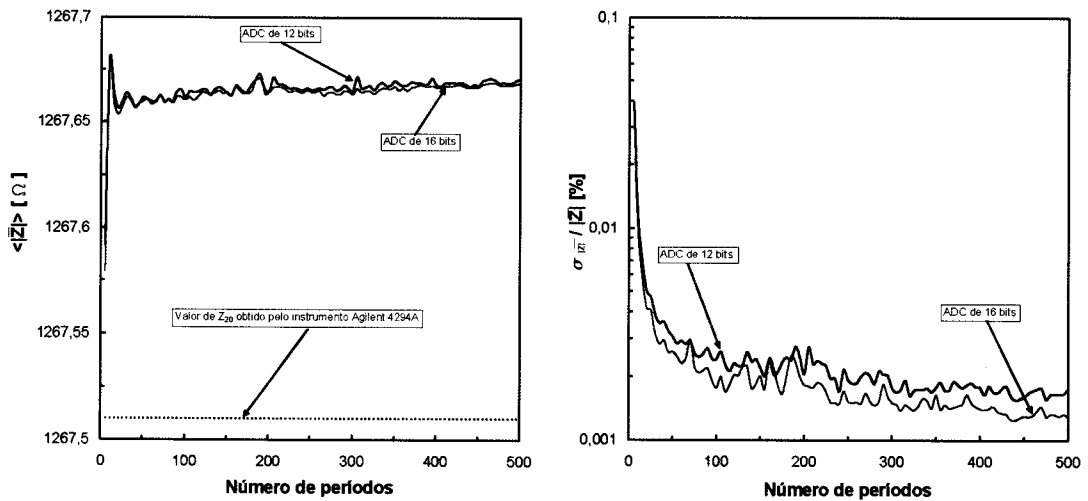 1267,7
1267,65
1267,6
1267,55
1267,5
<|Z|> [Ω]
ADC de 12 bits
ADC de 16 bits
Valor de Z20 obtido pelo instrumento Agilent 4294A
0 100 200 300 400 500
Número de períodos
0,1
0,01
0,001
σ |Z| / |Z| [%]
ADC de 12 bits
ADC de 16 bits
0 100 200 300 400 500
Número de períodos